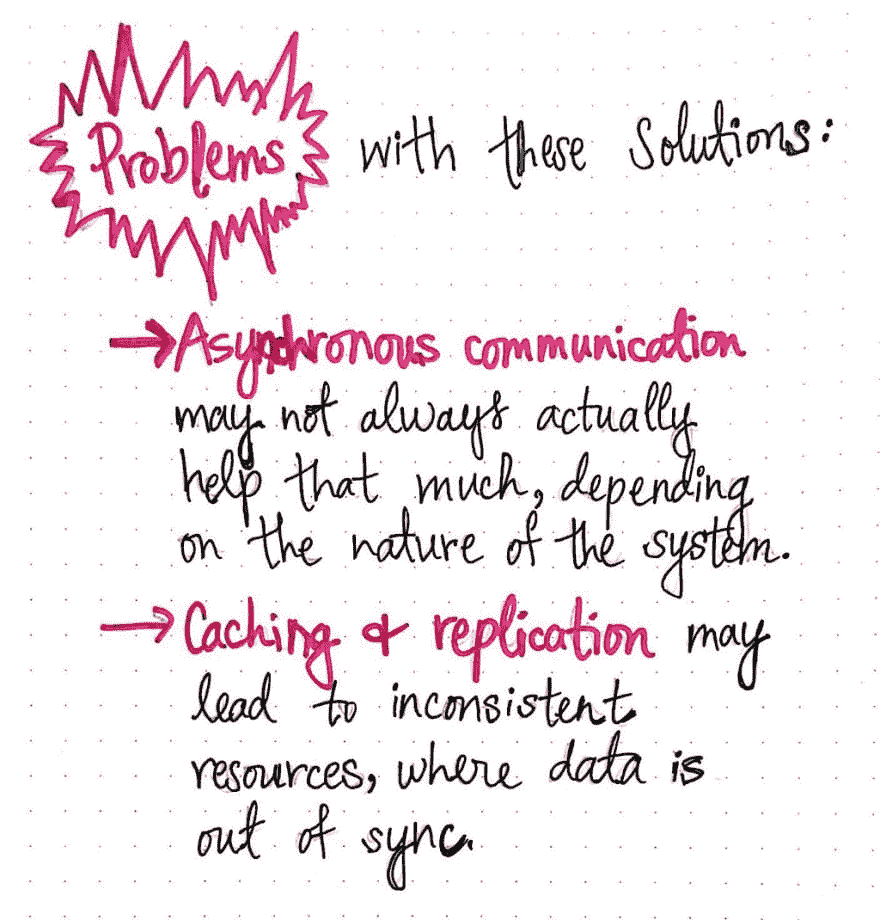 Problems with these Solutions:
→ Asynchronous communication
may not always actually
help that much, depending
on the nature of the system.
→ Caching & replication may
lead to inconsistent
resources, where data is
out of sync.